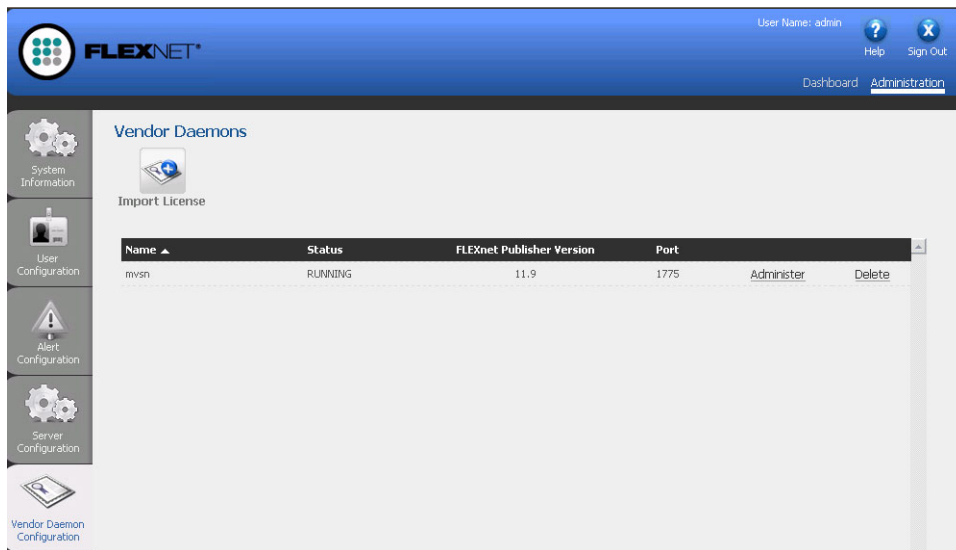 User Name: admin
Help
Sign Out
FLEXNET
Dashboard
Administration
System
Information
User
Configuration
Alert
Configuration
Server
Configuration
Vendor Daemon
Configuration
Vendor Daemons
Import License
Name Status FLEXnet Publisher Version Port
mvsn RUNNING 11.9 1775 Administer Delete